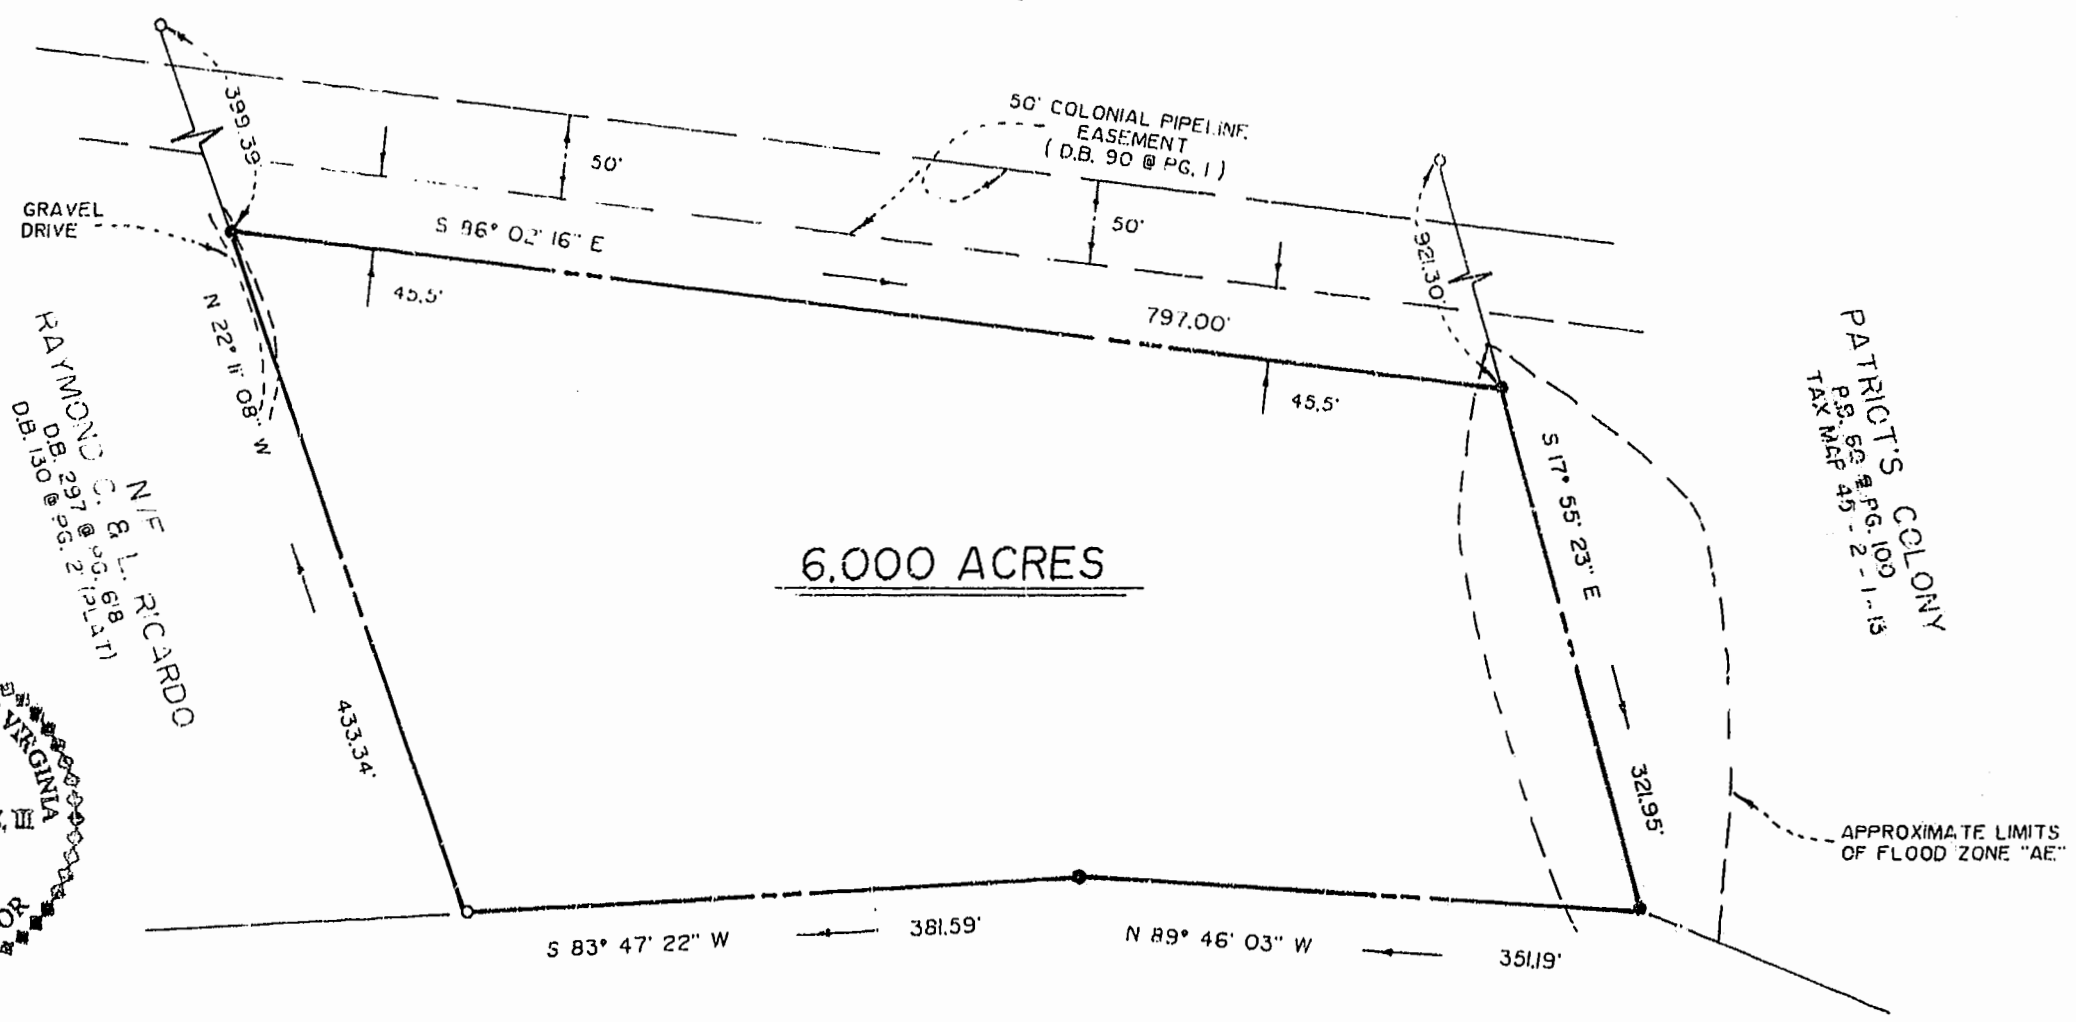 399.39'
50' COLONIAL PIPELINE
EASEMENT
( D.B. 90 @ PG. 1 )
50'
50'
GRAVEL
DRIVE
S 86° 02' 16" E
45.5'
797.00'
45.5'
921.30'
N 22° 11' 08" W
433.34'
N/F
RAYMOND C. & L. RICARDO
D.B. 297 @ PG. 618
D.B. 130 @ PG. 2 (PLAT)
6.000 ACRES
S 17° 55' 23" E
321.95'
PATRICT'S COLONY
PG. 100
TAX MAP 45 - 2 - 1 - 13
VIRGINIA
III
OR
APPROXIMATE LIMITS
OF FLOOD ZONE "AE"
S 83° 47' 22" W
381.59'
N 89° 46' 03" W
351.19'